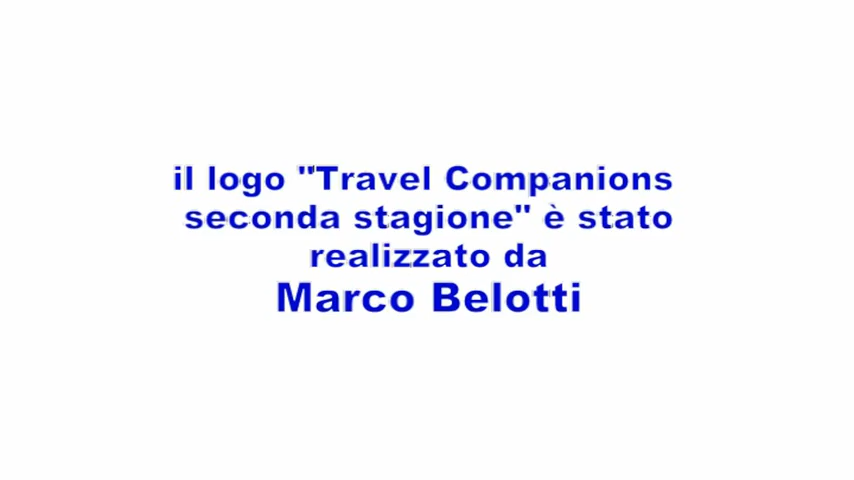 il logo "Travel Companions
seconda stagione" è stato
realizzato da
Marco Belotti